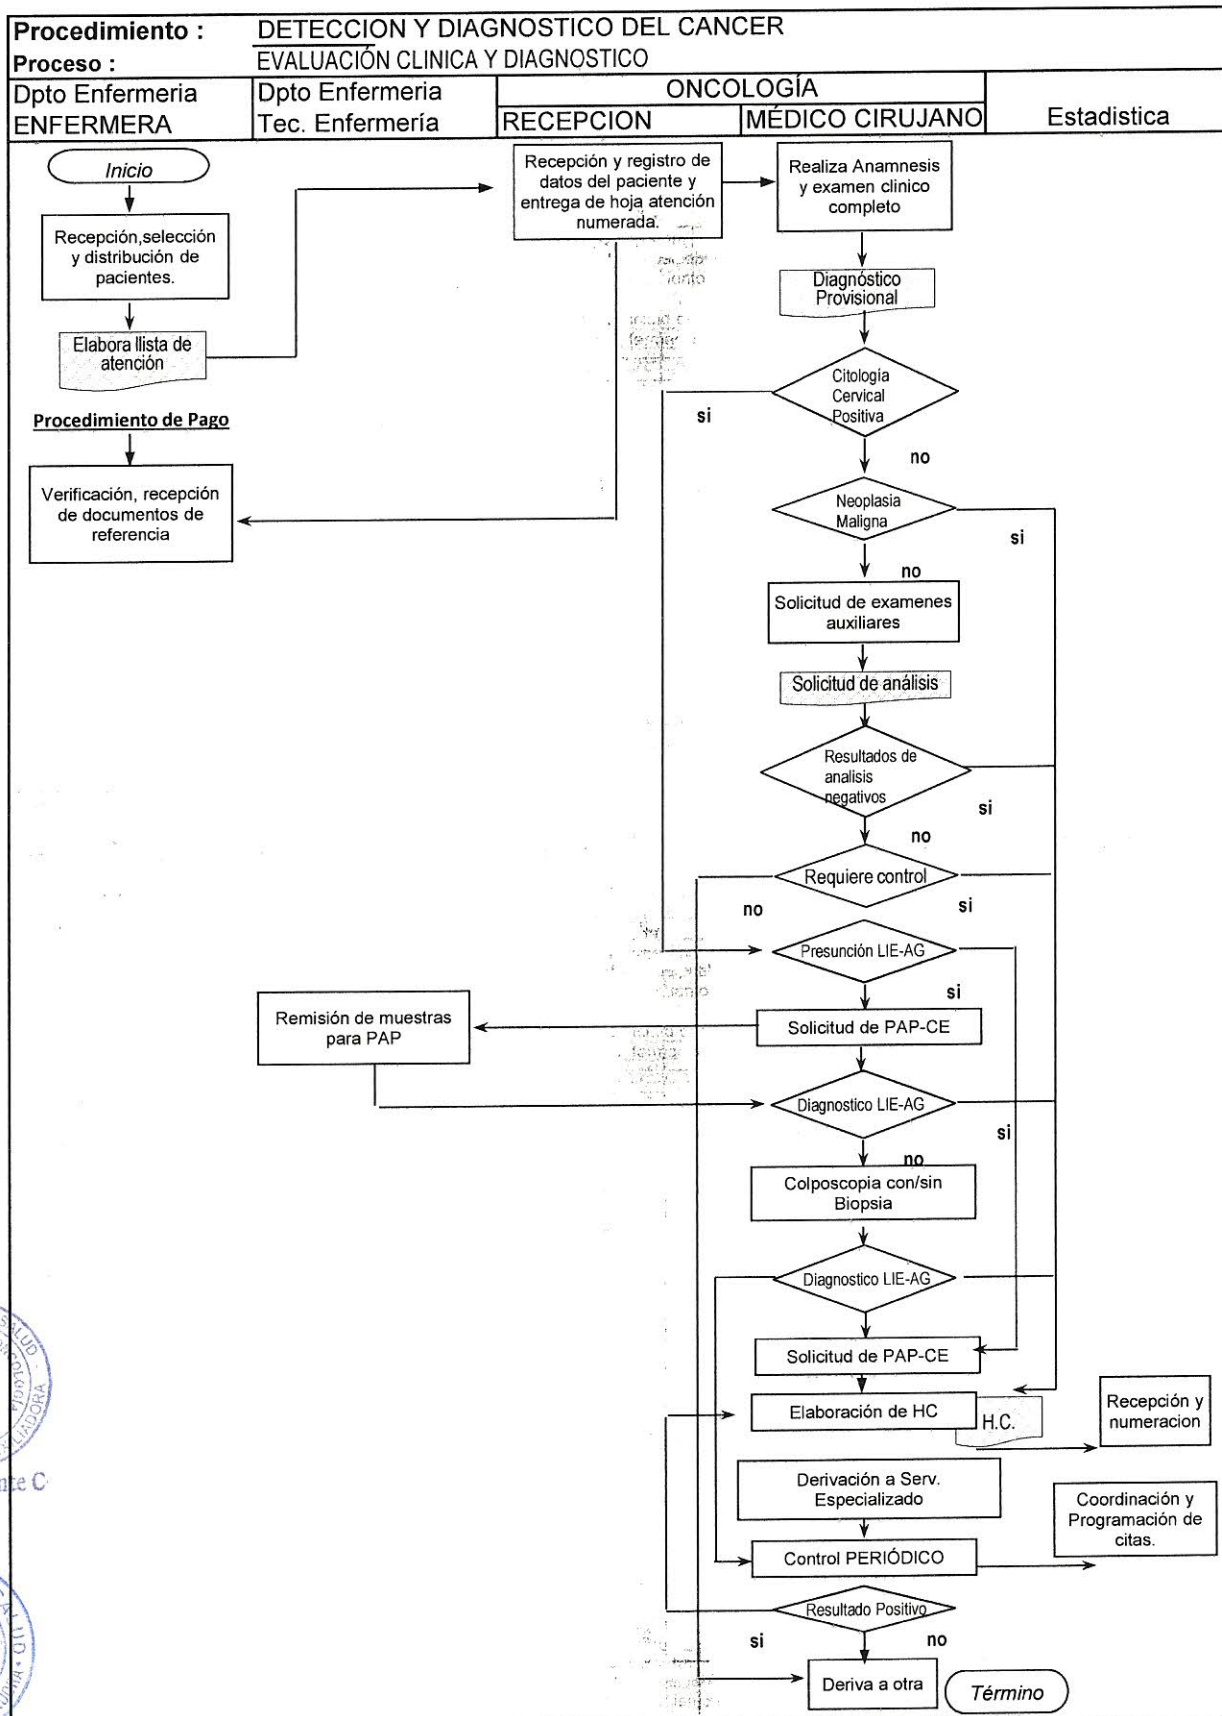 Procedimiento : DETECCION Y DIAGNOSTICO DEL CANCER
Proceso : EVALUACIÓN CLINICA Y DIAGNOSTICO
Dpto Enfermeria
ENFERMERA
Dpto Enfermeria
Tec. Enfermería
ONCOLOGÍA
RECEPCION
MÉDICO CIRUJANO
Estadistica
Inicio
Recepción,selección
y distribución de
pacientes.
Elabora llista de
atención
Procedimiento de Pago
Verificación, recepción
de documentos de
referencia
Recepción y registro de
datos del paciente y
entrega de hoja atención
numerada.
Realiza Anamnesis
y examen clinico
completo
Diagnóstico
Provisional
Citologia
Cervical
Positiva
si
no
Neoplasia
Maligna
si
no
Solicitud de examenes
auxiliares
Solicitud de análisis
Resultados de
analisis
negativos
si
no
Requiere control
no
si
Presunción LIE-AG
si
Remisión de muestras
para PAP
Solicitud de PAP-CE
Diagnostico LIE-AG
si
no
Colposcopia con/sin
Biopsia
Diagnostico LIE-AG
Solicitud de PAP-CE
Elaboración de HC
H.C.
Recepción y
numeracion
Derivación a Serv.
Especializado
Coordinación y
Programación de
citas.
Control PERIÓDICO
Resultado Positivo
si
no
Deriva a otra
Término